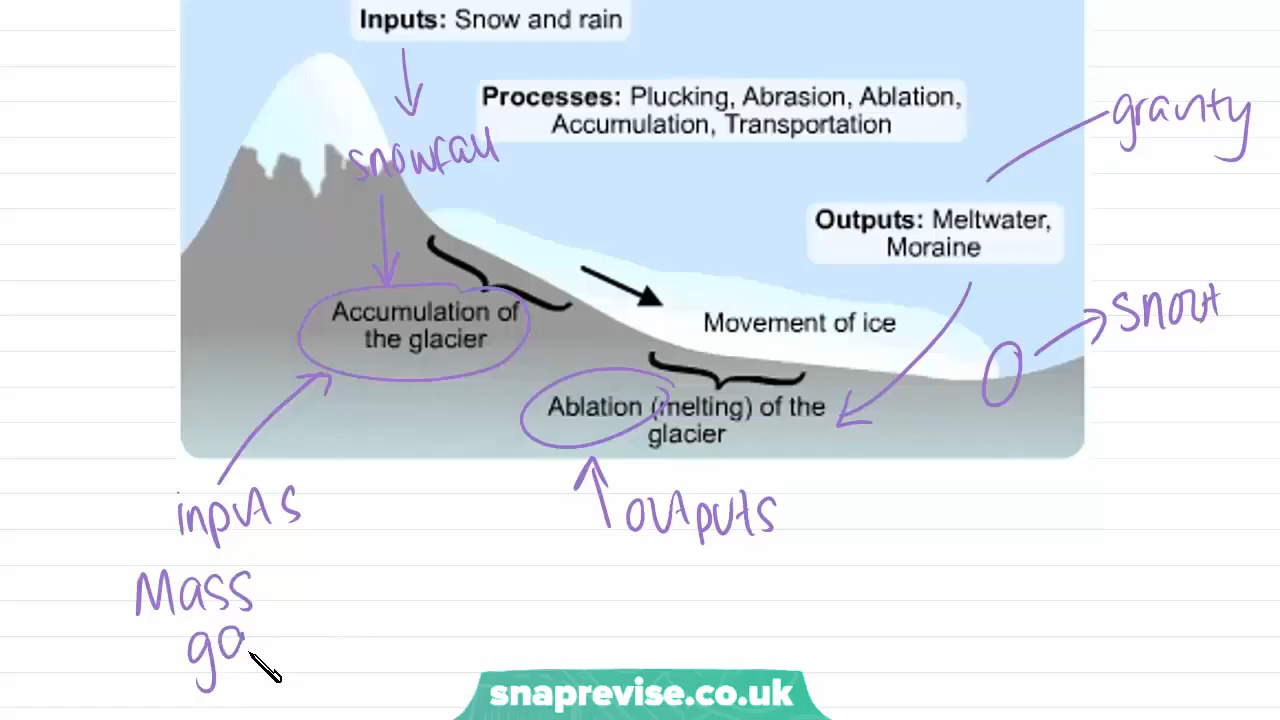 Inputs: Snow and rain
Processes: Plucking, Abrasion, Ablation,
Accumulation, Transportation
gravity
snowfall
Outputs: Meltwater,
Moraine
snout
Accumulation of
the glacier
Movement of ice
Ablation (melting) of the
glacier
inputs
outputs
Mass
ga
snaprevise.co.uk